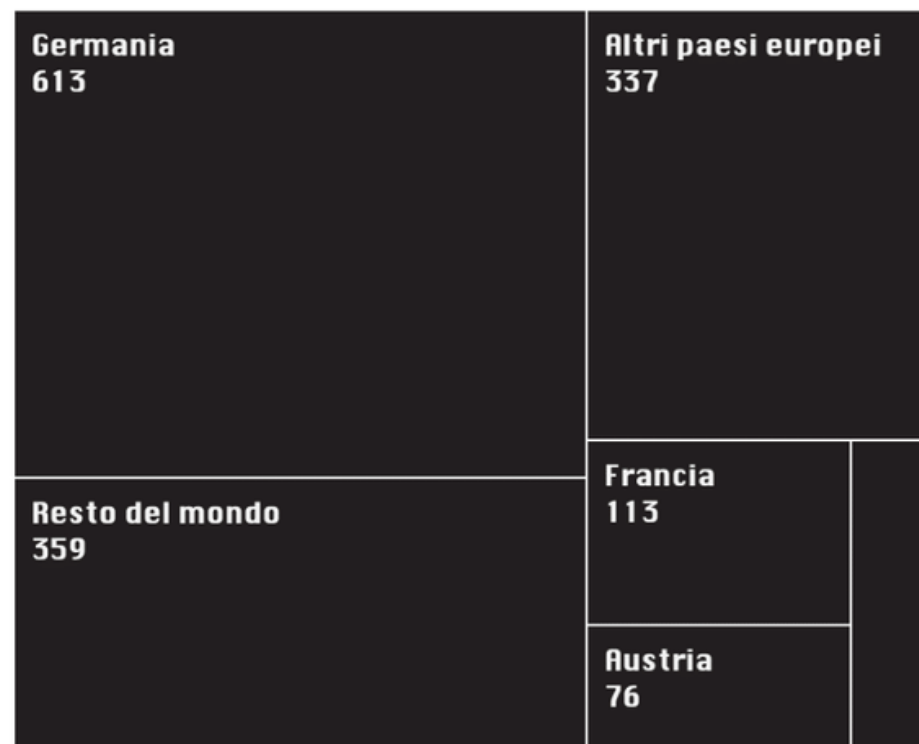 Germania
613
Altri paesi europei
337
Resto del mondo
359
Francia
113
Austria
76